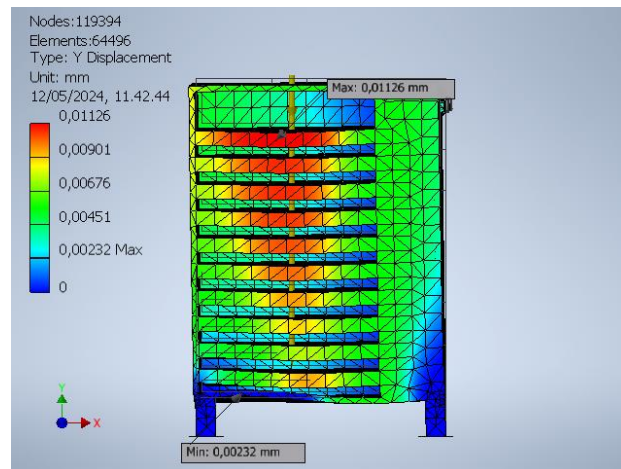 Nodes:119394
Elements:64496
Type: Y Displacement
Unit: mm
12/05/2024, 11.42.44
0,01126
0,00901
0,00676
0,00451
0,00232 Max
0
Max: 0,01126 mm
Min: 0,00232 mm
Y
X